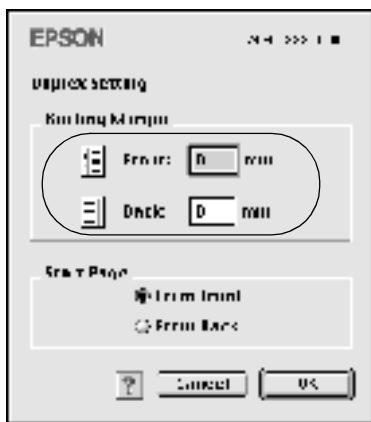 EPSON
Duplex Setting
Binding Margin
Front: 0 mm
Back: 0 mm
Start Page
From Front
From Back
? Cancel OK